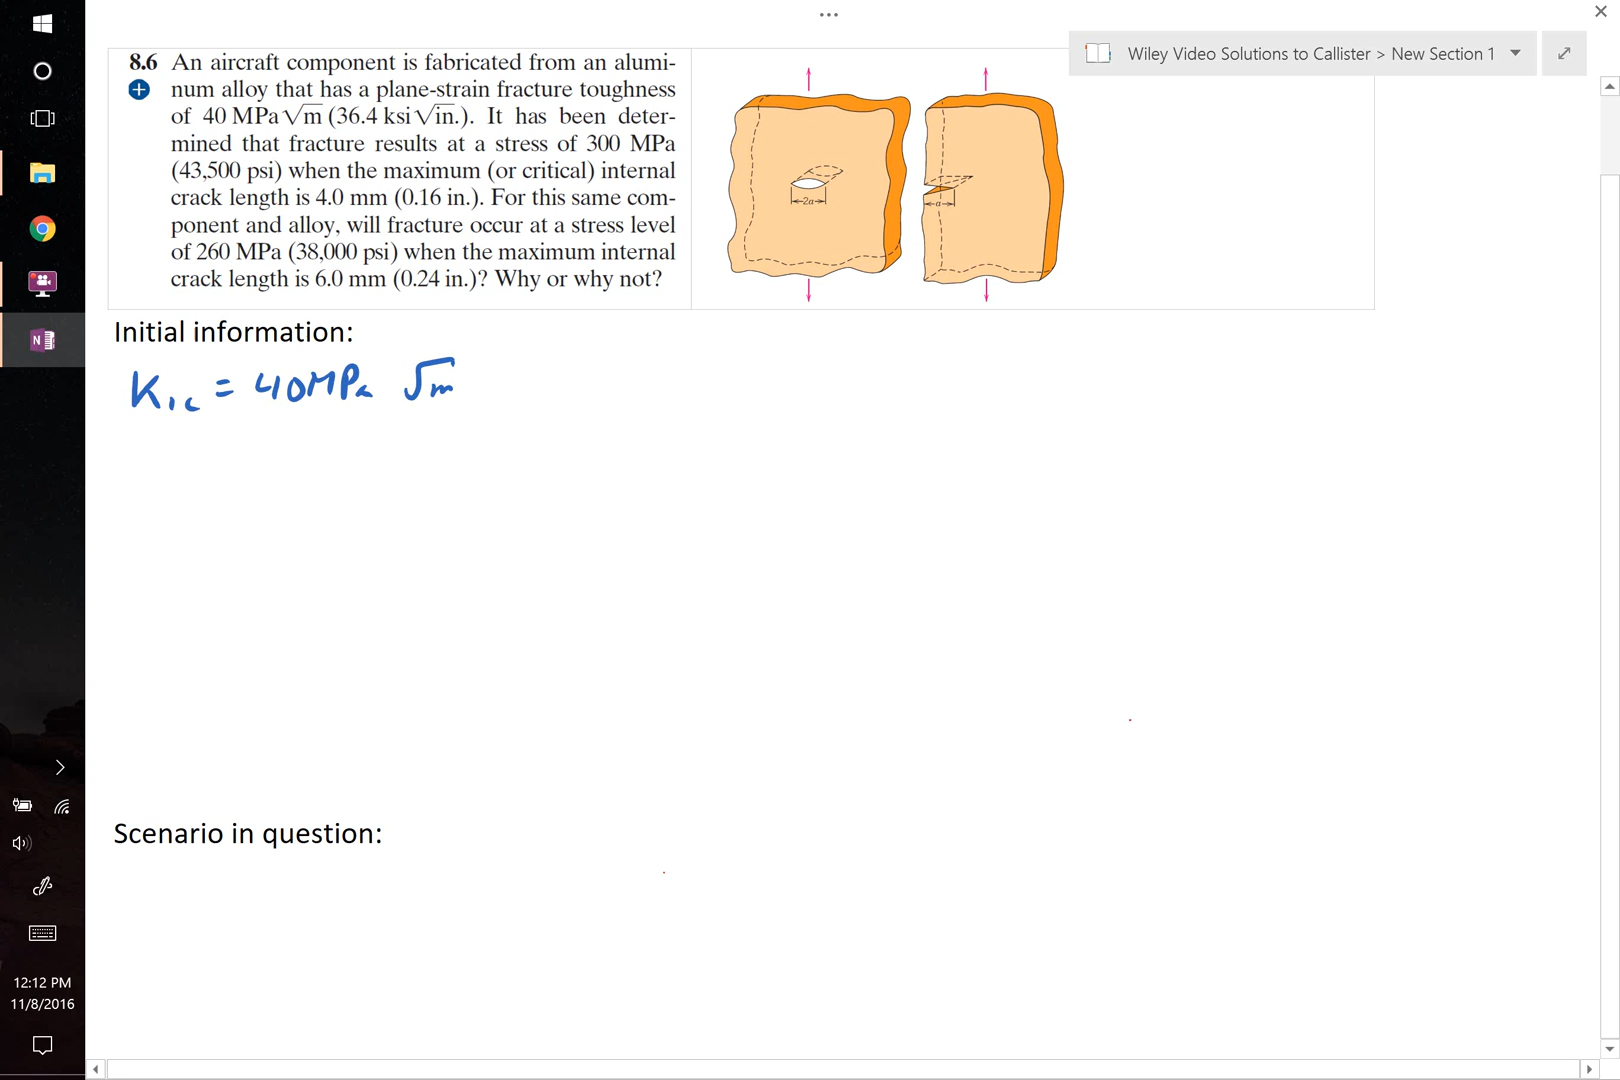 ...
Wiley Video Solutions to Callister > New Section 1
8.6 An aircraft component is fabricated from an alumi-
num alloy that has a plane-strain fracture toughness
of 40 MPa√m (36.4 ksi√in.). It has been deter-
mined that fracture results at a stress of 300 MPa
(43,500 psi) when the maximum (or critical) internal
crack length is 4.0 mm (0.16 in.). For this same com-
ponent and alloy, will fracture occur at a stress level
of 260 MPa (38,000 psi) when the maximum internal
crack length is 6.0 mm (0.24 in.)? Why or why not?
2a
a
Initial information:
K1c = 40MPa √m
Scenario in question:
N
12:12 PM
11/8/2016